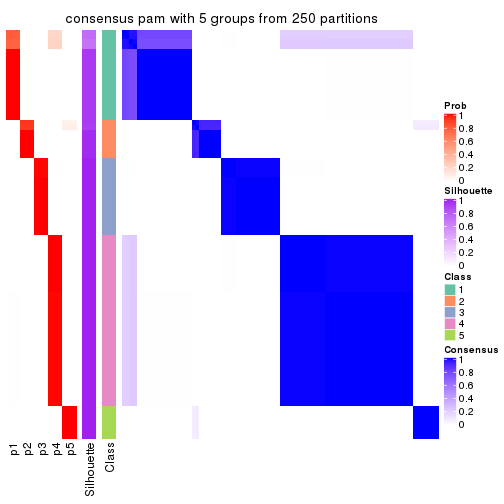 consensus pam with 5 groups from 250 partitions
Prob
1
0.8
0.6
0.4
0.2
0
Silhouette
1
0.8
0.6
0.4
0.2
0
Class
1
2
3
4
5
Consensus
1
0.8
0.6
0.4
0.2
0
p1
p2
p3
p4
p5
Silhouette
Class